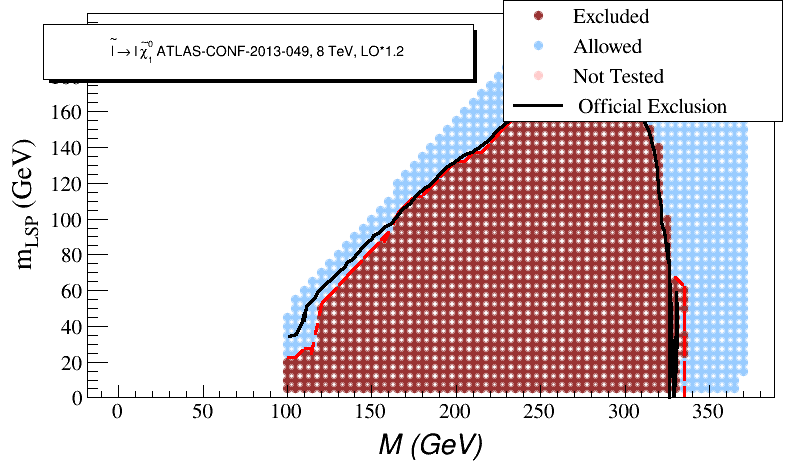 l̃ → l χ̃⁰₁ ATLAS-CONF-2013-049, 8 TeV, LO*1.2
Excluded
Allowed
Not Tested
Official Exclusion
m_LSP (GeV)
160
140
120
100
80
60
40
20
0
0 50 100 150 200 250 300 350
M (GeV)